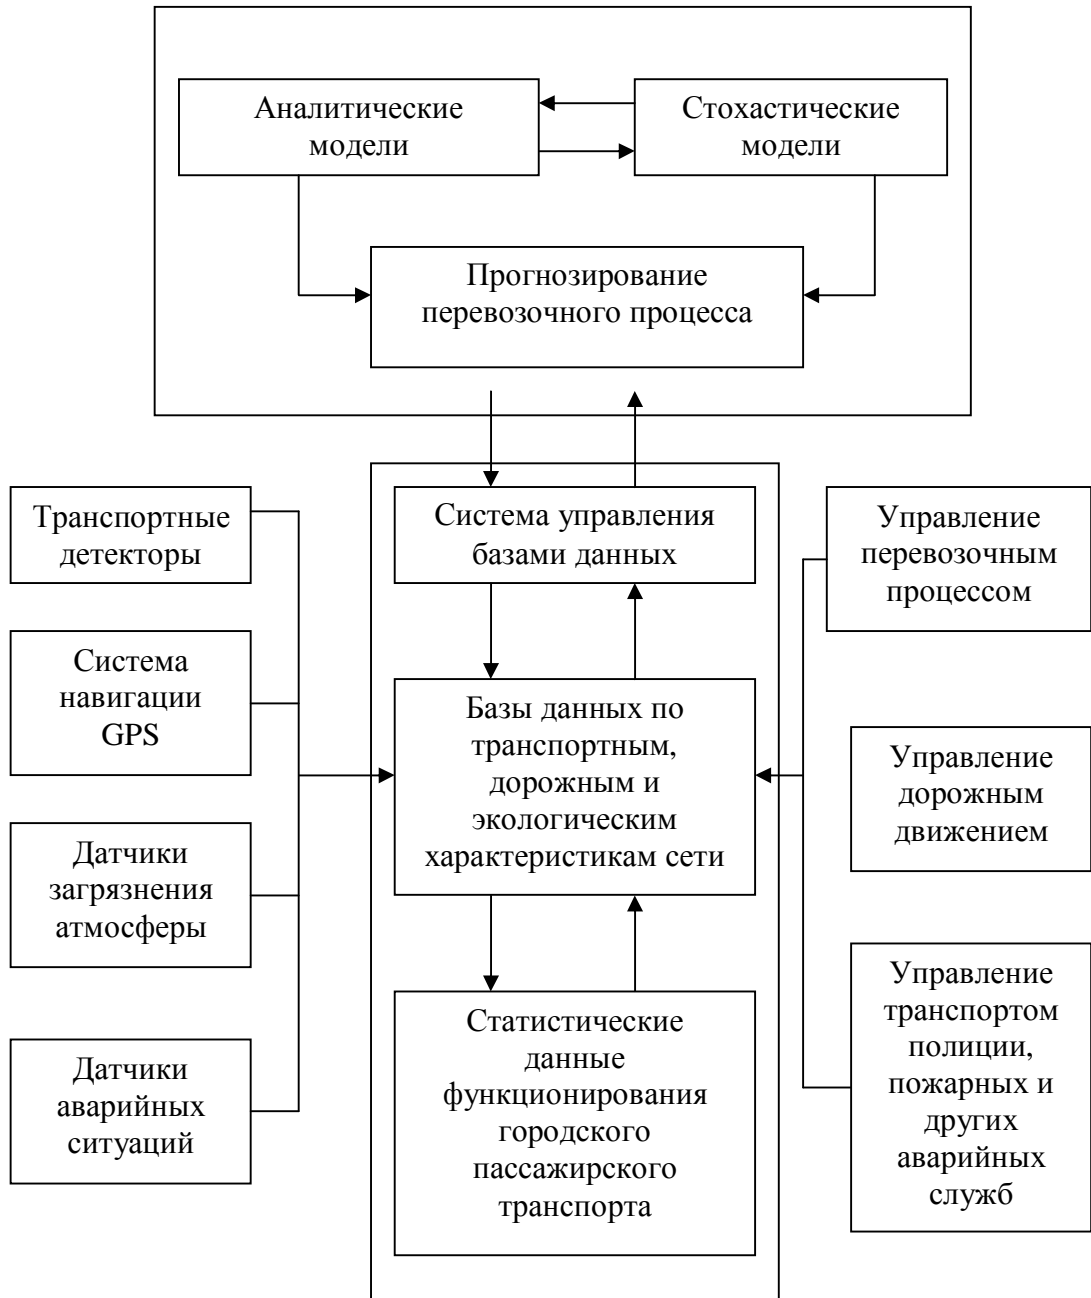 Аналитические
модели
Стохастические
модели
Прогнозирование
перевозочного процесса
Транспортные
детекторы
Система
навигации
GPS
Датчики
загрязнения
атмосферы
Датчики
аварийных
ситуаций
Система управления
базами данных
Базы данных по
транспортным,
дорожным и
экологическим
характеристикам сети
Статистические
данные
функционирования
городского
пассажирского
транспорта
Управление
перевозочным
процессом
Управление
дорожным
движением
Управление
транспортом
полиции,
пожарных и
других
аварийных
служб